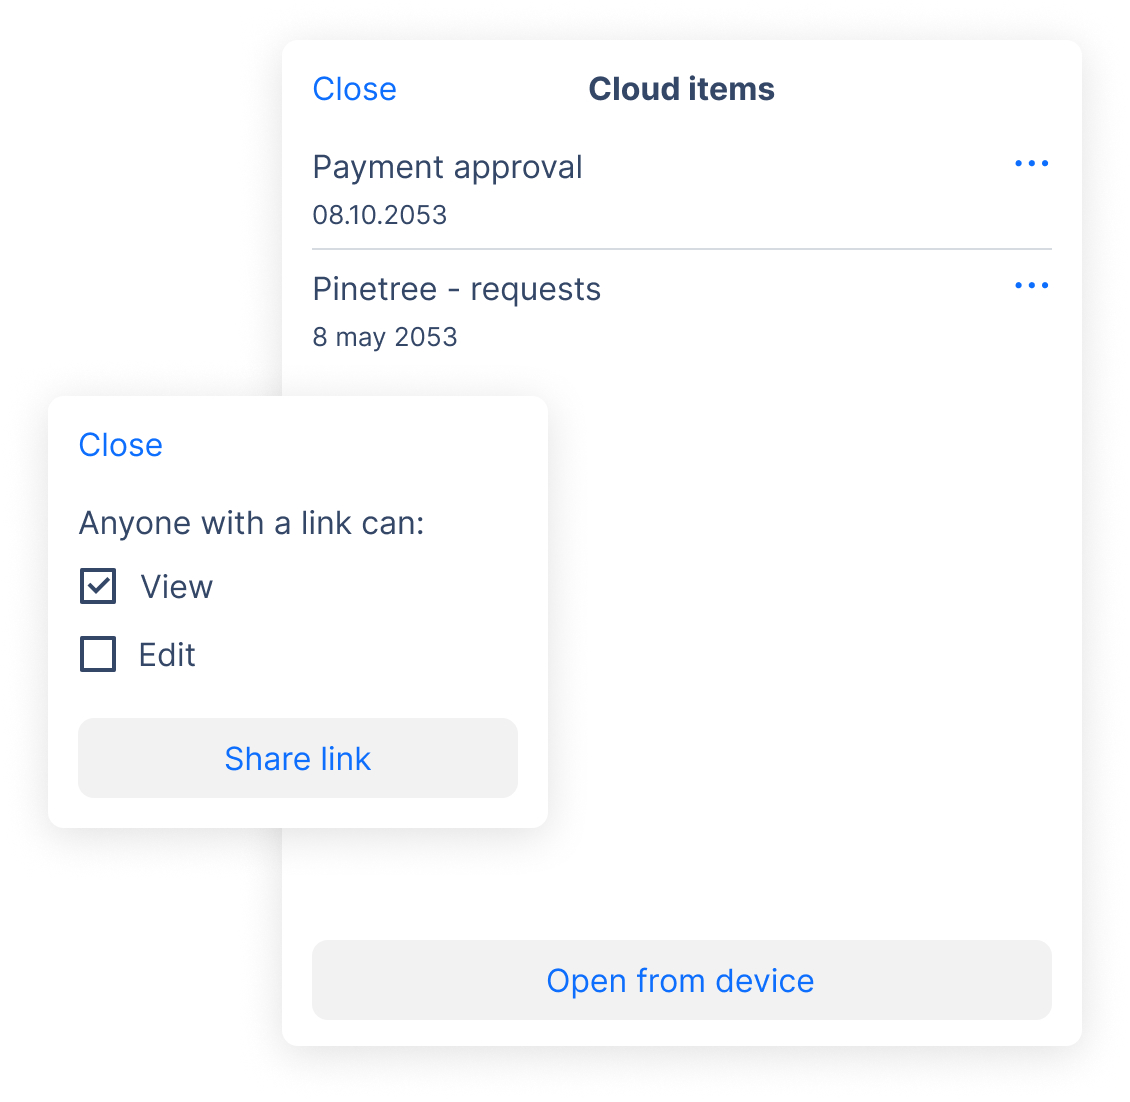 Close
Cloud items
Payment approval
08.10.2053
Pinetree - requests
8 may 2053
Close
Anyone with a link can:
View
Edit
Share link
Open from device